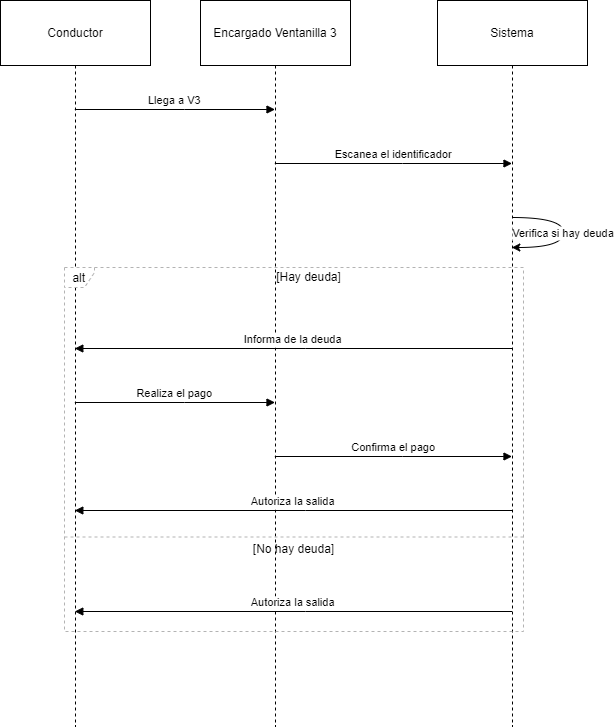 Conductor
Encargado Ventanilla 3
Sistema
Llega a V3
Escanea el identificador
Verifica si hay deuda
alt
[Hay deuda]
Informa de la deuda
Realiza el pago
Confirma el pago
Autoriza la salida
[No hay deuda]
Autoriza la salida